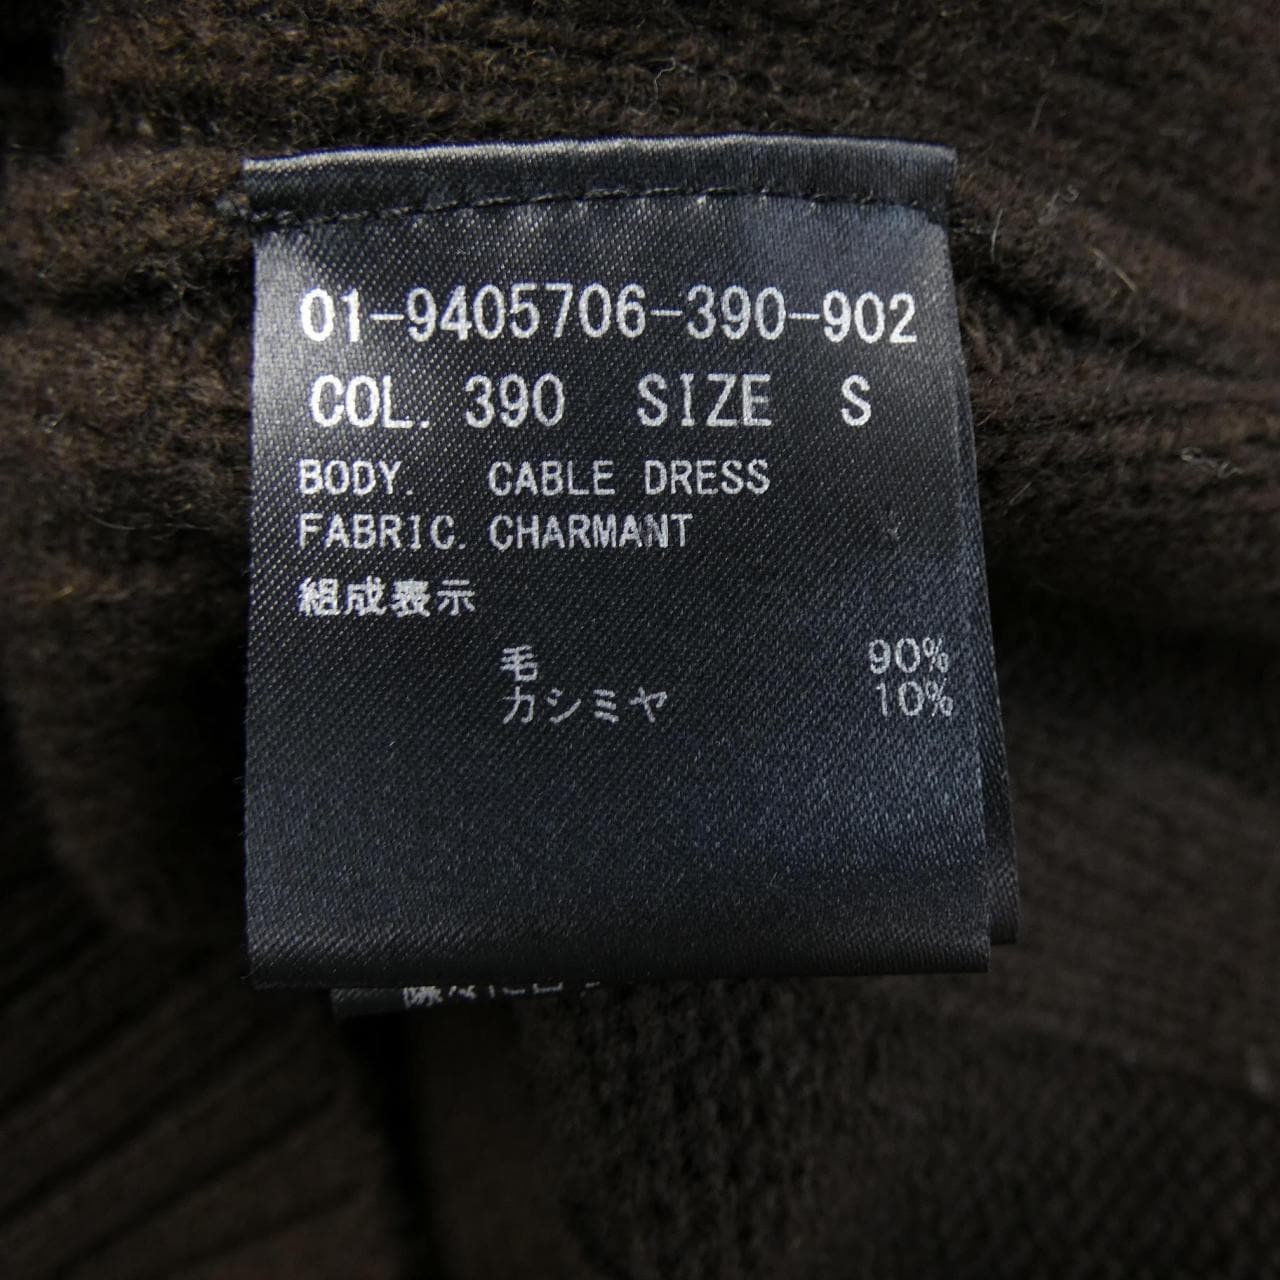 01-9405706-390-902
COL. 390 SIZE S
BODY. CABLE DRESS
FABRIC. CHARMANT
組成表示
毛 90%
カシミヤ 10%